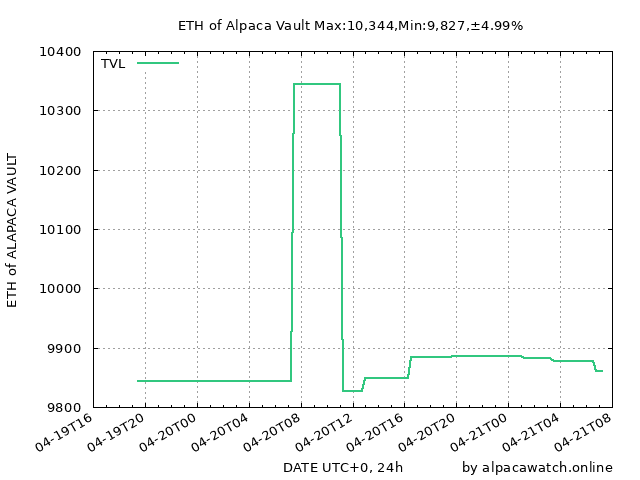 ETH of Alpaca Vault Max:10,344,Min:9,827,±4.99%
TVL
10400
10300
10200
10100
10000
9900
9800
ETH of ALAPACA VAULT
04-19T16
04-19T20
04-20T00
04-20T04
04-20T08
04-20T12
04-20T16
04-20T20
04-21T00
04-21T04
04-21T08
DATE UTC+0, 24h
by alpacawatch.online